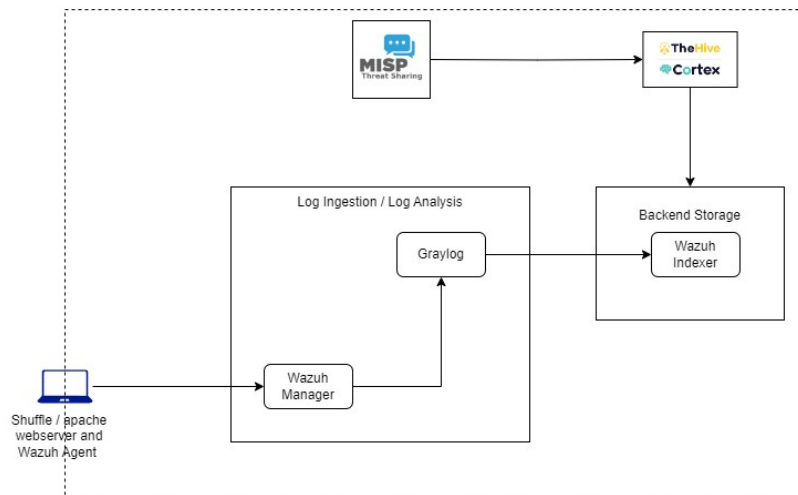 MISP
Threat Sharing
TheHive
Cortex
Log Ingestion / Log Analysis
Backend Storage
Graylog
Wazuh
Indexer
Wazuh
Manager
Shuffle / apache
webserver and
Wazuh Agent